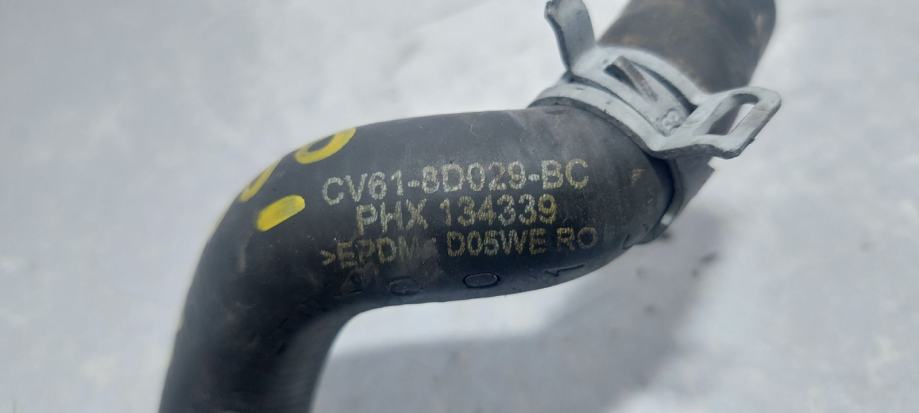 CV61-8D029-BC
PHX 134339
>EPDM< D05WE RO